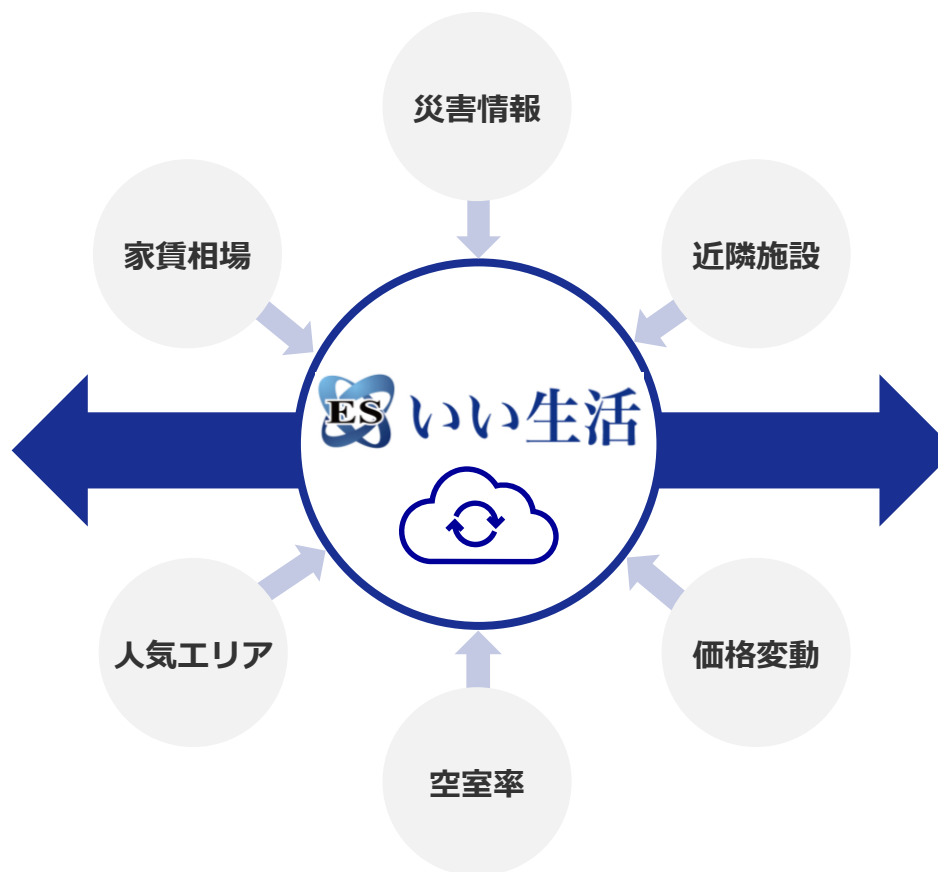 災害情報
家賃相場
近隣施設
ES いい生活
人気エリア
価格変動
空室率